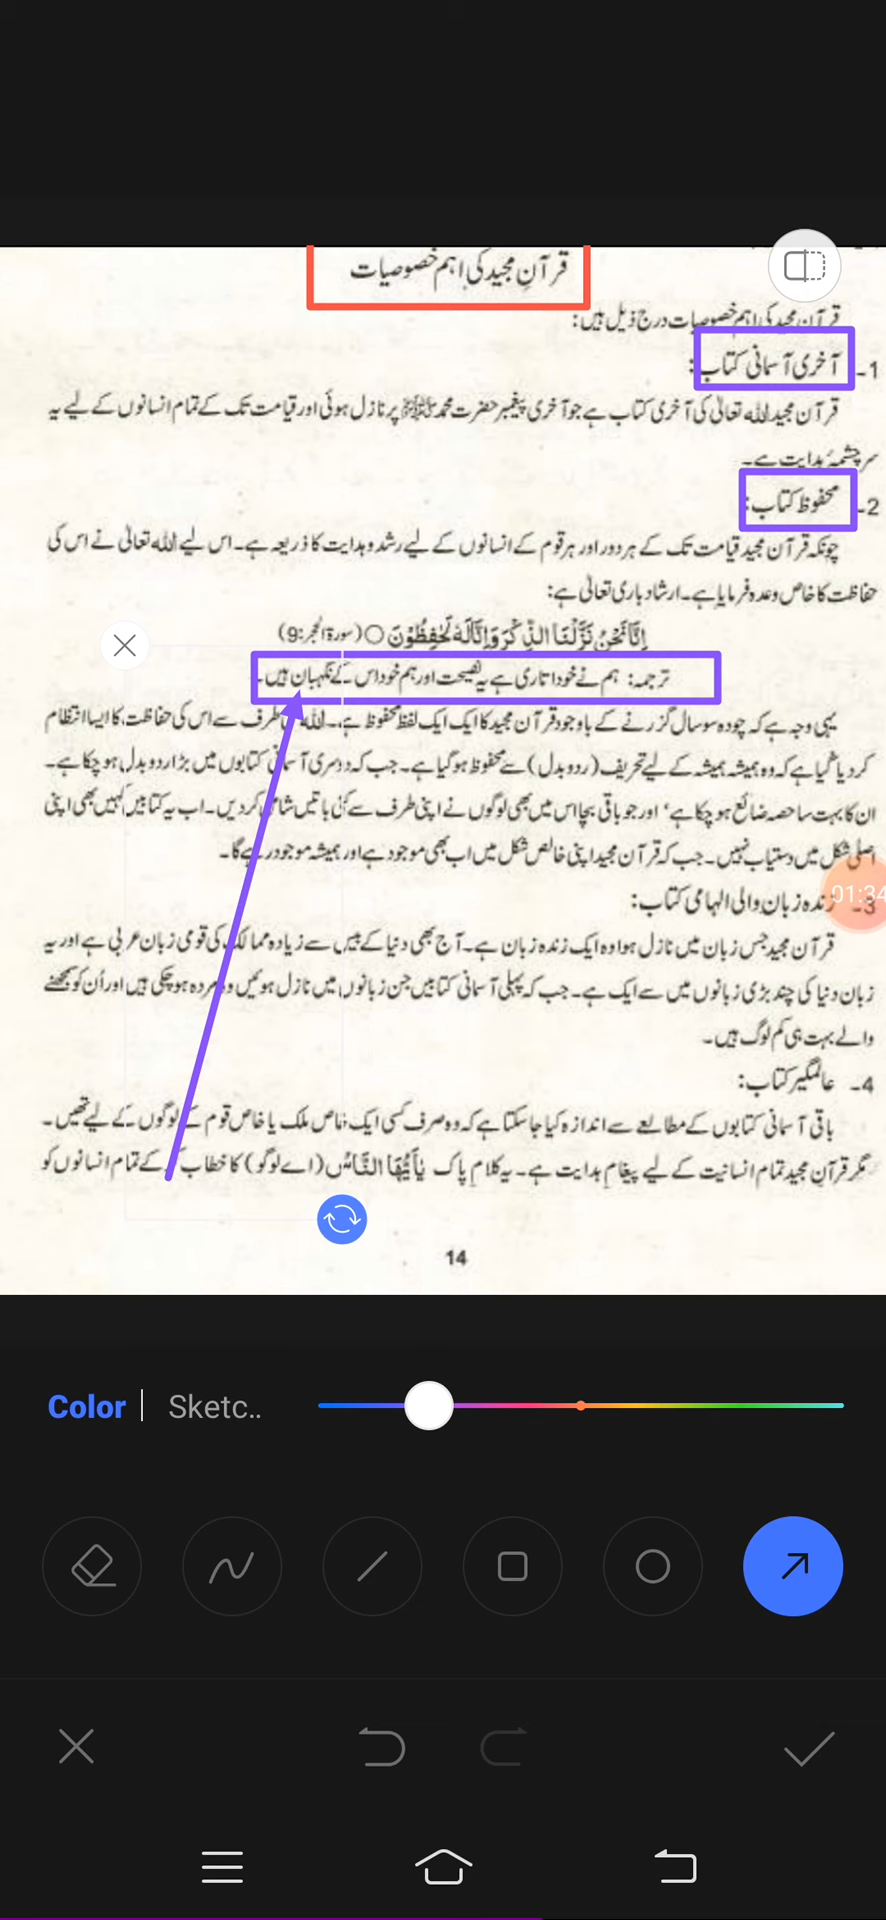 قرآنِ مجید کی اہم خصوصیات
قرآن مجید کی اہم خصوصیات درج ذیل ہیں:
1۔ آخری آسمانی کتاب:
قرآن مجید اللہ تعالیٰ کی آخری کتاب ہے جو آخری پیغمبر حضرت محمد ﷺ پر نازل ہوئی اور قیامت تک کے تمام انسانوں کے لیے یہ
سرچشمۂ ہدایت ہے۔
2۔ محفوظ کتاب:
چونکہ قرآن مجید قیامت تک کے ہر دور اور ہر قوم کے انسانوں کے لیے رشد و ہدایت کا ذریعہ ہے۔ اس لیے اللہ تعالیٰ نے اس کی
حفاظت کا خاص وعدہ فرمایا ہے۔ ارشاد باری تعالیٰ ہے:
اِنَّا نَحْنُ نَزَّلْنَا الذِّكْرَ وَاِنَّا لَهٗ لَحٰفِظُوْنَ ○ (سورۃ الحجر:9)
ترجمہ: ہم نے خود اتاری ہے یہ نصیحت اور ہم خود اس کے نگہبان ہیں۔
یہی وجہ ہے کہ چودہ سو سال گزرنے کے باوجود قرآن مجید کا ایک ایک لفظ محفوظ ہے۔ اللہ کی طرف سے اس کی حفاظت کا ایسا انتظام
کر دیا گیا ہے کہ وہ ہمیشہ ہمیشہ کے لیے تحریف (ردوبدل) سے محفوظ ہو گیا ہے۔ جب کہ دوسری آسمانی کتابوں میں بڑا ردوبدل ہو چکا ہے۔
ان کا بہت سا حصہ ضائع ہو چکا ہے، اور جو باقی بچا اس میں بھی لوگوں نے اپنی طرف سے کئی باتیں شامل کر دیں۔ اب یہ کتابیں کہیں بھی اپنی
اصلی شکل میں دستیاب نہیں۔ جب کہ قرآن مجید اپنی خالص شکل میں اب بھی موجود ہے اور ہمیشہ موجود رہے گا۔
3۔ زندہ زبان والی الہامی کتاب:
01:34
قرآن مجید جس زبان میں نازل ہوا وہ ایک زندہ زبان ہے۔ آج بھی دنیا کے بیس سے زیادہ ممالک کی قومی زبان عربی ہے اور یہ
زبان دنیا کی چند بڑی زبانوں میں سے ایک ہے۔ جب کہ پہلی آسمانی کتابیں جن زبانوں میں نازل ہوئیں وہ مردہ ہو چکی ہیں اور اُن کو سمجھنے
والے بہت ہی کم لوگ ہیں۔
4۔ عالمگیر کتاب:
باقی آسمانی کتابوں کے مطالعے سے اندازہ کیا جا سکتا ہے کہ وہ صرف کسی ایک خاص ملک یا خاص قوم کے لوگوں کے لیے تھیں۔
مگر قرآن مجید تمام انسانیت کے لیے پیغام ہدایت ہے۔ یہ کلام پاک یٰاَیُّهَا النَّاسُ (اے لوگو) کا خطاب کے تمام انسانوں کو
14
Color Sketc..